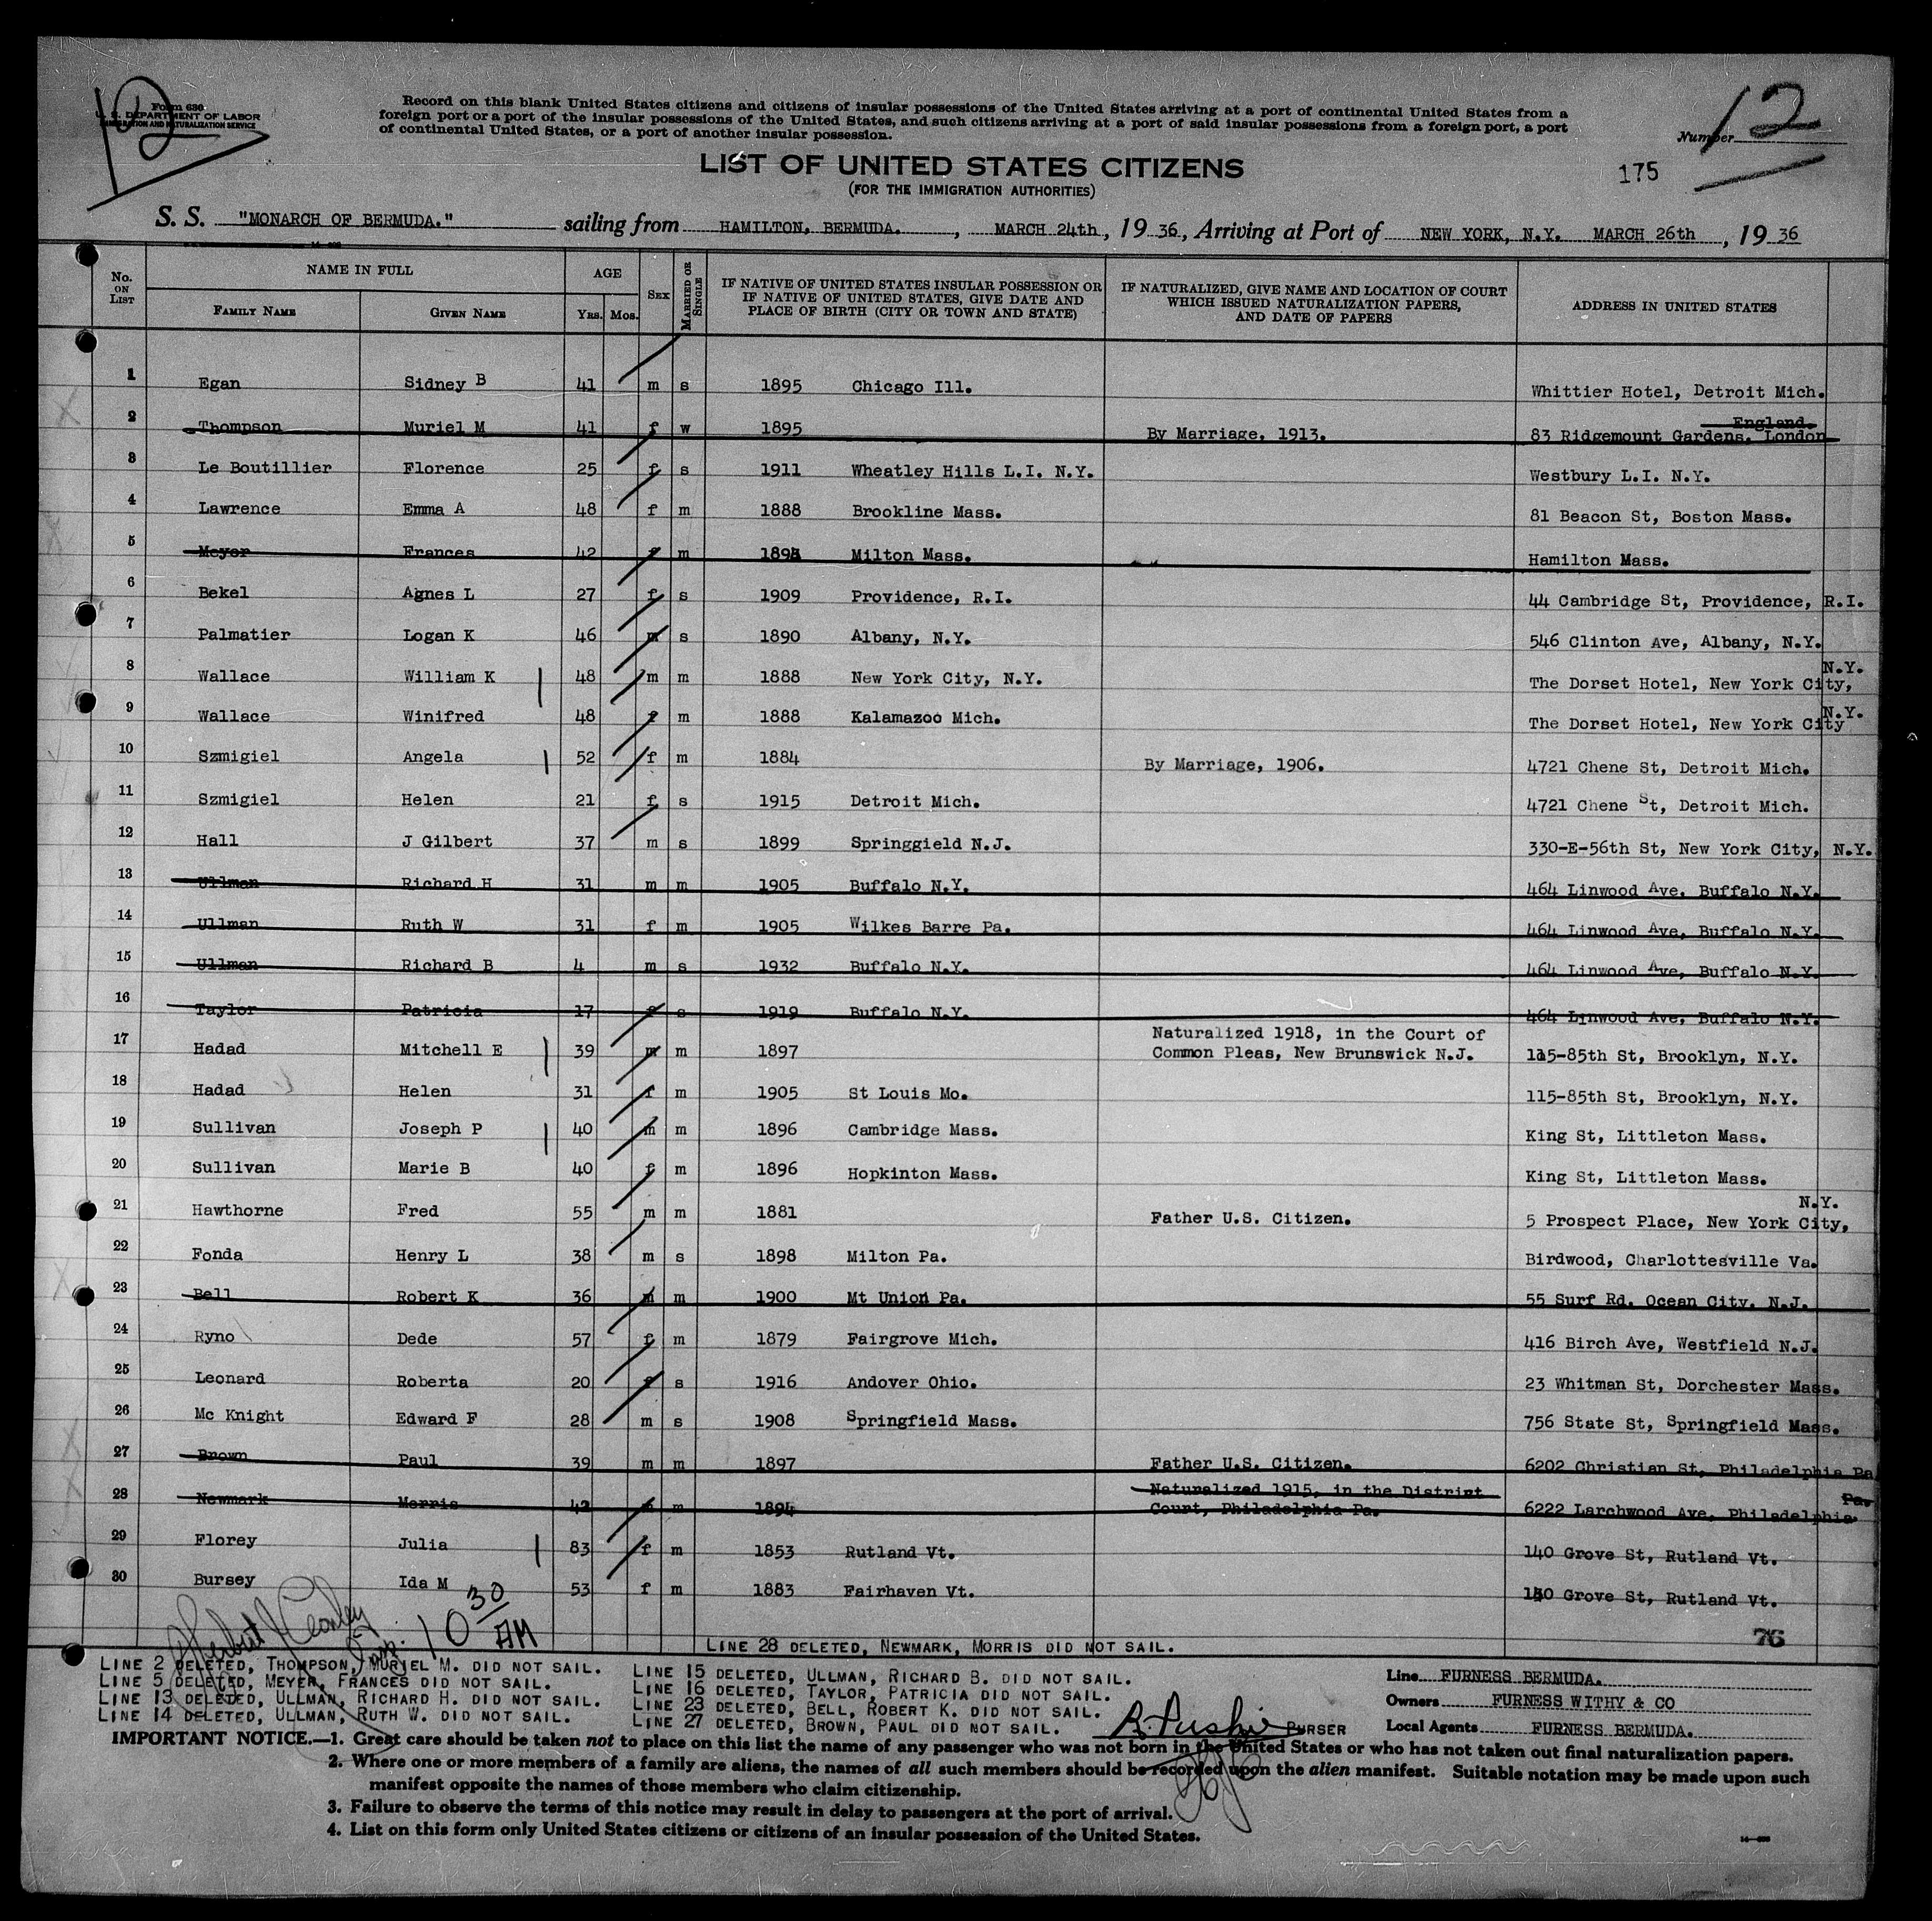 12
Form 630
U. S. DEPARTMENT OF LABOR
IMMIGRATION AND NATURALIZATION SERVICE
Record on this blank United States citizens and citizens of insular possessions of the United States arriving at a port of continental United States from a
foreign port or a port of the insular possessions of the United States, and such citizens arriving at a port of said insular possessions from a foreign port, a port
of continental United States, or a port of another insular possession.
Number 12
LIST OF UNITED STATES CITIZENS
(FOR THE IMMIGRATION AUTHORITIES)
175
S. S. "MONARCH OF BERMUDA." sailing from HAMILTON, BERMUDA. , MARCH 24th, 19 36, Arriving at Port of NEW YORK, N.Y. MARCH 26th , 19 36
No. ON LIST NAME IN FULL AGE SEX MARRIED OR SINGLE IF NATIVE OF UNITED STATES INSULAR POSSESSION OR IF NATIVE OF UNITED STATES, GIVE DATE AND PLACE OF BIRTH (CITY OR TOWN AND STATE) IF NATURALIZED, GIVE NAME AND LOCATION OF COURT WHICH ISSUED NATURALIZATION PAPERS, AND DATE OF PAPERS ADDRESS IN UNITED STATES
FAMILY NAME GIVEN NAME YRS. MOS.
1 Egan Sidney B 41 m s 1895 Chicago Ill. Whittier Hotel, Detroit Mich.
2 Thompson Muriel M 41 f w 1895 By Marriage, 1913. 83 Ridgemount Gardens, London England.
3 Le Boutillier Florence 25 f s 1911 Wheatley Hills L.I. N.Y. Westbury L.I. N.Y.
4 Lawrence Emma A 48 f m 1888 Brookline Mass. 81 Beacon St, Boston Mass.
5 Meyer Frances 42 f m 1894 Milton Mass. Hamilton Mass.
6 Bekel Agnes L 27 f s 1909 Providence, R.I. 44 Cambridge St, Providence, R.I.
7 Palmatier Logan K 46 m s 1890 Albany, N.Y. 546 Clinton Ave, Albany, N.Y.
8 Wallace William K 48 m m 1888 New York City, N.Y. The Dorset Hotel, New York City, N.Y.
9 Wallace Winifred 48 f m 1888 Kalamazoo Mich. The Dorset Hotel, New York City N.Y.
10 Szmigiel Angela 52 f m 1884 By Marriage, 1906. 4721 Chene St, Detroit Mich.
11 Szmigiel Helen 21 f s 1915 Detroit Mich. 4721 Chene St, Detroit Mich.
12 Hall J Gilbert 37 m s 1899 Springgield N.J. 330-E-56th St, New York City, N.Y.
13 Ullman Richard H 31 m m 1905 Buffalo N.Y. 464 Linwood Ave, Buffalo N.Y.
14 Ullman Ruth W 31 f m 1905 Wilkes Barre Pa. 464 Linwood Ave, Buffalo N.Y.
15 Ullman Richard B 4 m s 1932 Buffalo N.Y. 464 Linwood Ave, Buffalo N.Y.
16 Taylor Patricia 17 f s 1919 Buffalo N.Y. 464 Linwood Ave, Buffalo N.Y.
17 Hadad Mitchell E 39 m m 1897 Naturalized 1918, in the Court of Common Pleas, New Brunswick N.J. 115-85th St, Brooklyn, N.Y.
18 Hadad Helen 31 f m 1905 St Louis Mo. 115-85th St, Brooklyn, N.Y.
19 Sullivan Joseph P 40 m m 1896 Cambridge Mass. King St, Littleton Mass.
20 Sullivan Marie B 40 f m 1896 Hopkinton Mass. King St, Littleton Mass.
21 Hawthorne Fred 55 m m 1881 Father U.S. Citizen. 5 Prospect Place, New York City, N.Y.
22 Fonda Henry L 38 m s 1898 Milton Pa. Birdwood, Charlottesville Va.
23 Bell Robert K 36 m m 1900 Mt Union Pa. 55 Surf Rd. Ocean City. N.J.
24 Ryno Dede 57 f m 1879 Fairgrove Mich. 416 Birch Ave, Westfield N.J.
25 Leonard Roberta 20 f s 1916 Andover Ohio. 23 Whitman St, Dorchester Mass.
26 Mc Knight Edward F 28 m s 1908 Springfield Mass. 756 State St, Springfield Mass.
27 Brown Paul 39 m m 1897 Father U.S. Citizen. 6202 Christian St, Philadelphia Pa
28 Newmark Morris 42 m m 1894 Naturalized 1915, in the District Court, Philadelphia Pa. 6222 Larchwood Ave, Philadelphia Pa.
29 Florey Julia 83 f m 1853 Rutland Vt. 140 Grove St, Rutland Vt.
30 Bursey Ida M 53 f m 1883 Fairhaven Vt. 140 Grove St, Rutland Vt.
10 30 AM
LINE 28 DELETED, NEWMARK, MORRIS DID NOT SAIL.
76
LINE 2 DELETED, THOMPSON, MURIEL M. DID NOT SAIL.
LINE 5 DELETED, MEYER, FRANCES DID NOT SAIL.
LINE 13 DELETED, ULLMAN, RICHARD H. DID NOT SAIL.
LINE 14 DELETED, ULLMAN, RUTH W. DID NOT SAIL.
LINE 15 DELETED, ULLMAN, RICHARD B. DID NOT SAIL.
LINE 16 DELETED, TAYLOR, PATRICIA DID NOT SAIL.
LINE 23 DELETED, BELL, ROBERT K. DID NOT SAIL.
LINE 27 DELETED, BROWN, PAUL DID NOT SAIL.
PURSER
Line FURNESS BERMUDA.
Owners FURNESS WITHY & CO
Local Agents FURNESS BERMUDA.
IMPORTANT NOTICE.—1. Great care should be taken not to place on this list the name of any passenger who was not born in the United States or who has not taken out final naturalization papers.
2. Where one or more members of a family are aliens, the names of all such members should be recorded upon the alien manifest. Suitable notation may be made upon such
manifest opposite the names of those members who claim citizenship.
3. Failure to observe the terms of this notice may result in delay to passengers at the port of arrival.
4. List on this form only United States citizens or citizens of an insular possession of the United States.